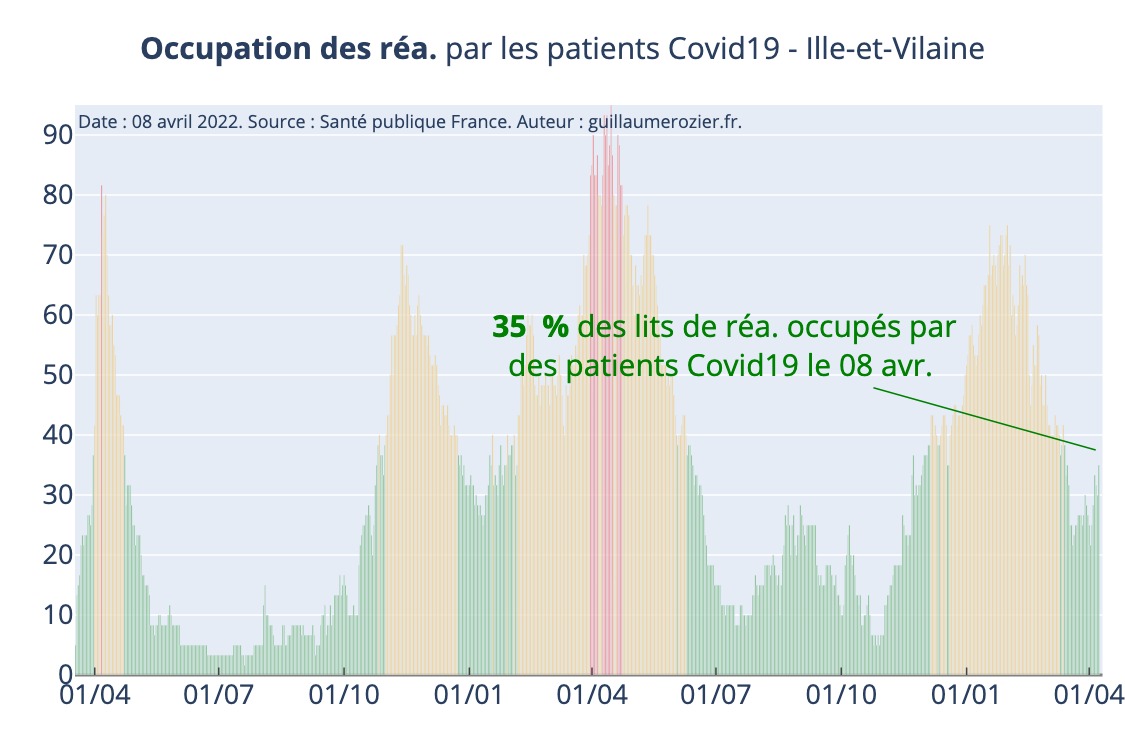 Occupation des réa. par les patients Covid19 - Ille-et-Vilaine
Date : 08 avril 2022. Source : Santé publique France. Auteur : guillaumerozier.fr.
90
80
70
60
50
40
30
20
10
0
35 % des lits de réa. occupés par
des patients Covid19 le 08 avr.
01/04 01/07 01/10 01/01 01/04 01/07 01/10 01/01 01/04